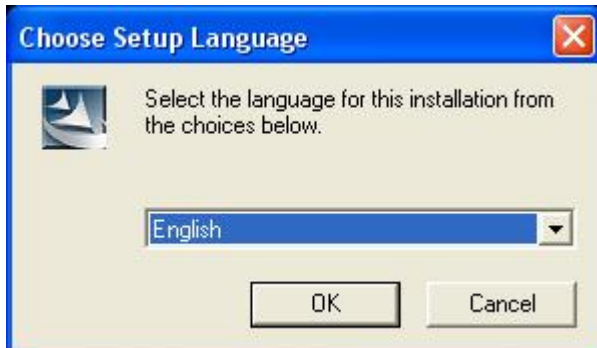 Choose Setup Language
Select the language for this installation from
the choices below.
English
OK
Cancel